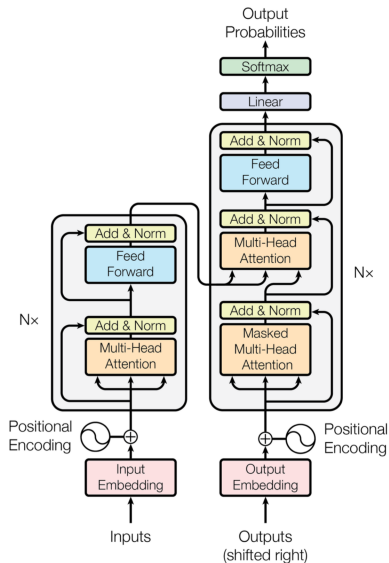 Output
Probabilities
Softmax
Linear
Add & Norm
Feed
Forward
Add & Norm
Multi-Head
Attention
Nx
Add & Norm
Masked
Multi-Head
Attention
Add & Norm
Feed
Forward
Nx
Add & Norm
Multi-Head
Attention
Positional
Encoding
Positional
Encoding
Input
Embedding
Output
Embedding
Inputs
Outputs
(shifted right)